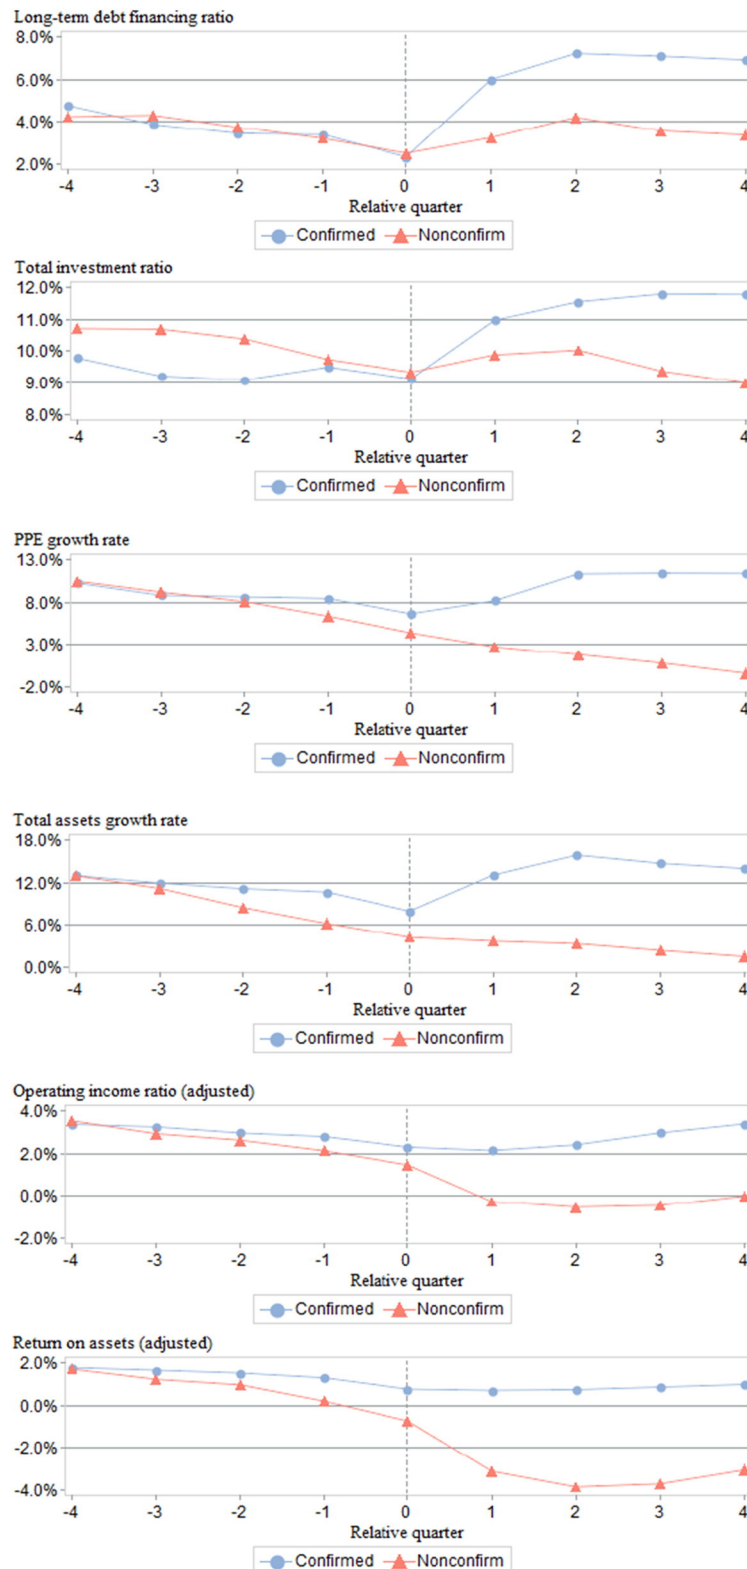 Long-term debt financing ratio
8.0%
6.0%
4.0%
2.0%
-4 -3 -2 -1 0 1 2 3 4
Relative quarter
Confirmed Nonconfirm
Total investment ratio
12.0%
11.0%
10.0%
9.0%
8.0%
-4 -3 -2 -1 0 1 2 3 4
Relative quarter
Confirmed Nonconfirm
PPE growth rate
13.0%
8.0%
3.0%
-2.0%
-4 -3 -2 -1 0 1 2 3 4
Relative quarter
Confirmed Nonconfirm
Total assets growth rate
18.0%
12.0%
6.0%
0.0%
-4 -3 -2 -1 0 1 2 3 4
Relative quarter
Confirmed Nonconfirm
Operating income ratio (adjusted)
4.0%
2.0%
0.0%
-2.0%
-4 -3 -2 -1 0 1 2 3 4
Relative quarter
Confirmed Nonconfirm
Return on assets (adjusted)
2.0%
0.0%
-2.0%
-4.0%
-4 -3 -2 -1 0 1 2 3 4
Relative quarter
Confirmed Nonconfirm